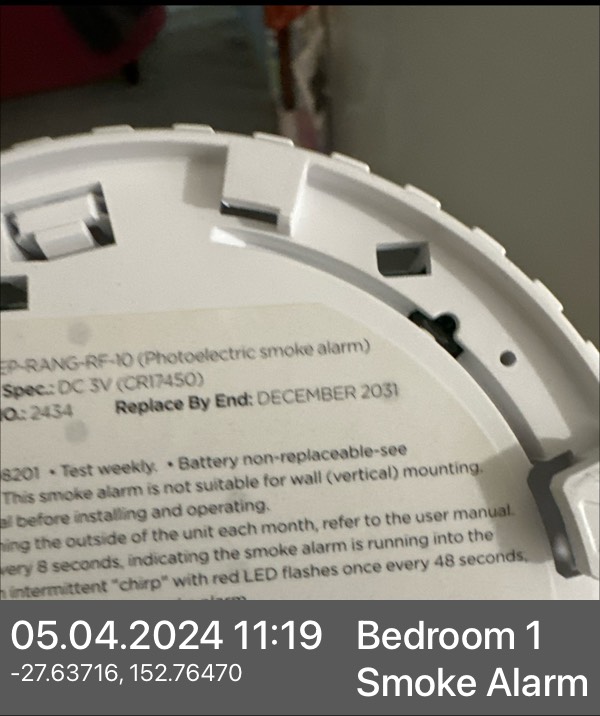 EP-RANG-RF-10 (Photoelectric smoke alarm)
Spec.: DC 3V (CR17450)
NO.: 2434 Replace By End: DECEMBER 2031
8201 • Test weekly. • Battery non-replaceable-see
This smoke alarm is not suitable for wall (vertical) mounting.
al before installing and operating.
ning the outside of the unit each month, refer to the user manual.
very 8 seconds, indicating the smoke alarm is running into the
intermittent "chirp" with red LED flashes once every 48 seconds,
05.04.2024 11:19 Bedroom 1
-27.63716, 152.76470 Smoke Alarm